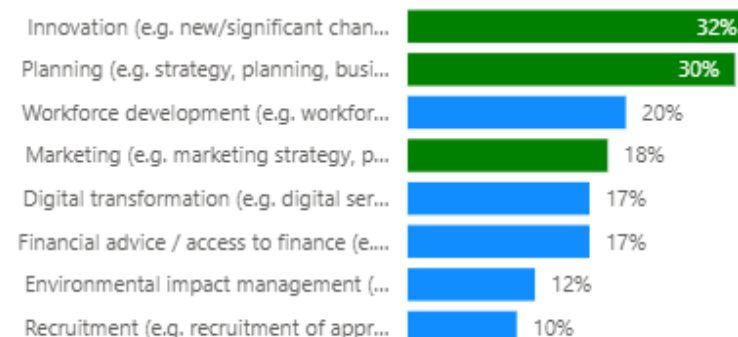 Innovation (e.g. new/significant chan... 32%
Planning (e.g. strategy, planning, busi... 30%
Workforce development (e.g. workfor... 20%
Marketing (e.g. marketing strategy, p... 18%
Digital transformation (e.g. digital ser... 17%
Financial advice / access to finance (e.... 17%
Environmental impact management (... 12%
Recruitment (e.g. recruitment of appr... 10%